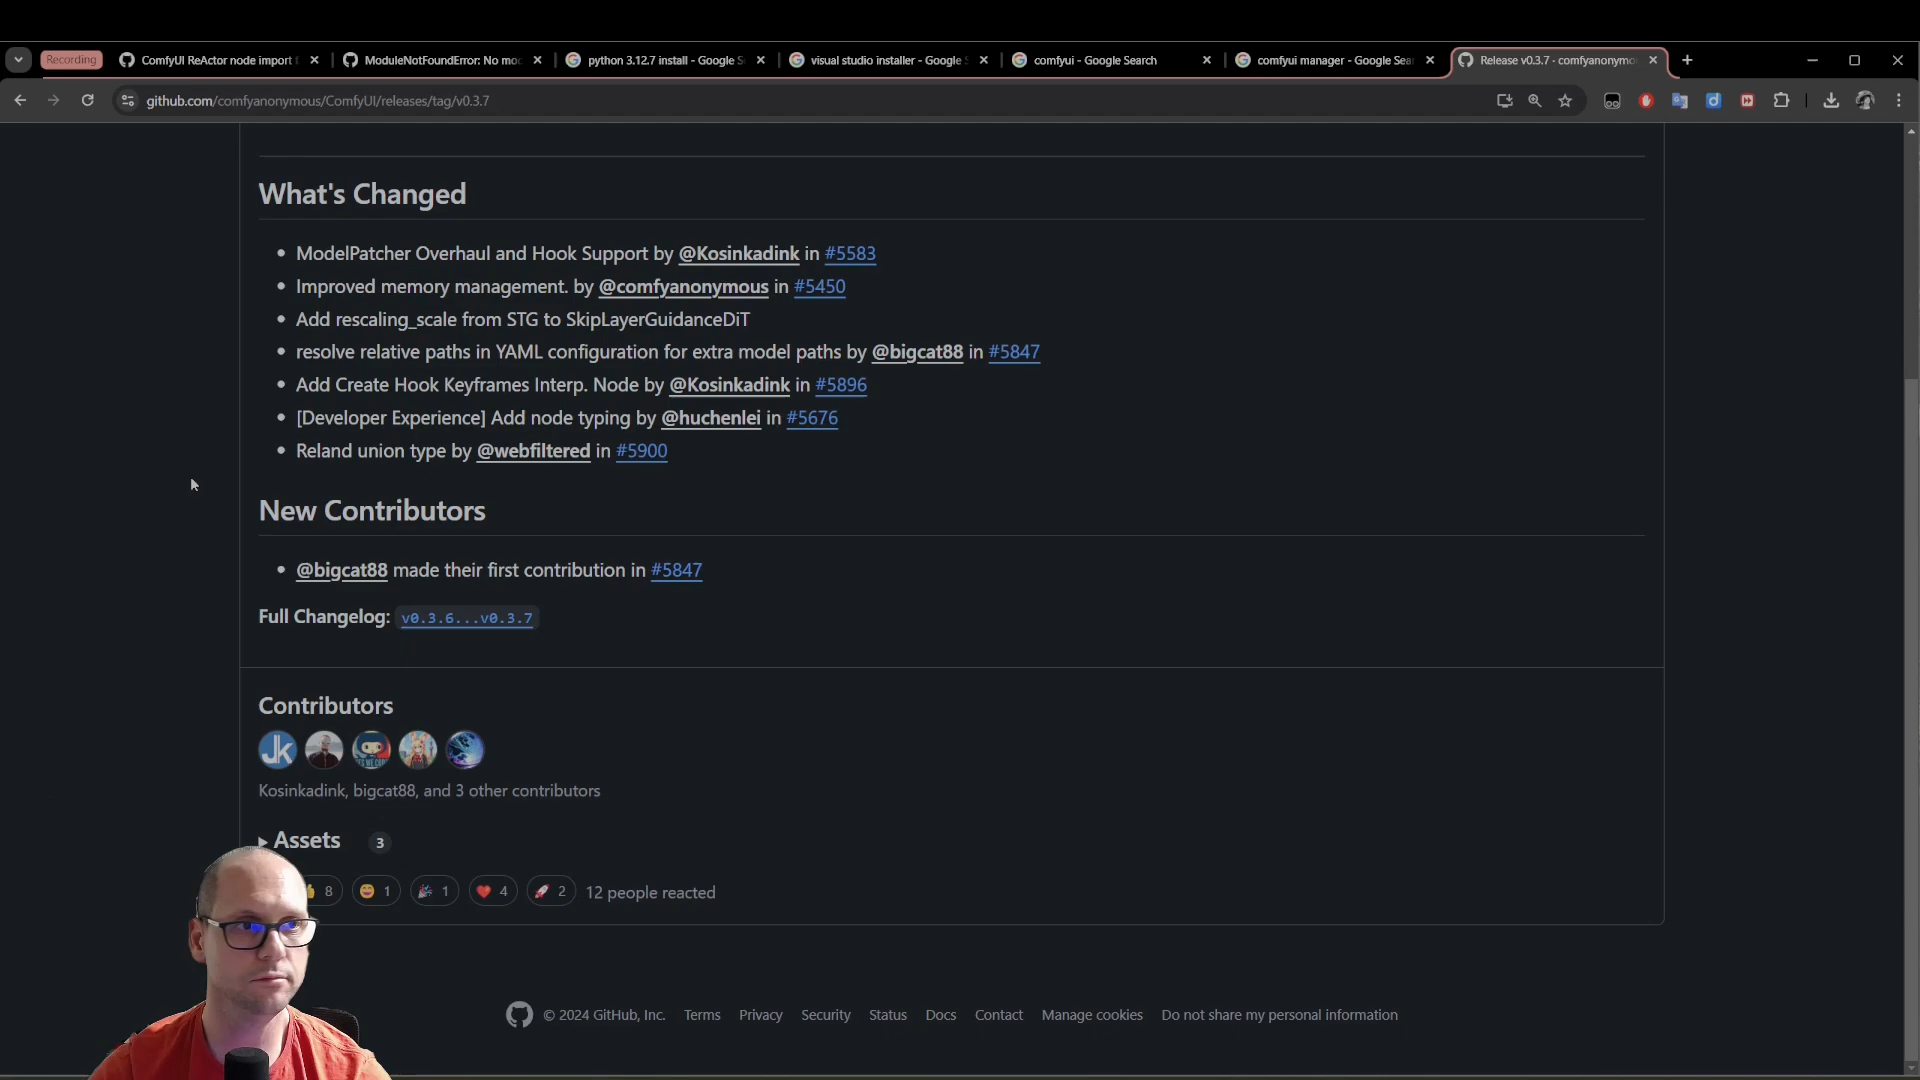 Recording
ComfyUI ReActor node import f
ModuleNotFoundError: No mod
python 3.12.7 install - Google S
visual studio installer - Google S
comfyui - Google Search
comfyui manager - Google Sear
Release v0.3.7 · comfyanonymo
github.com/comfyanonymous/ComfyUI/releases/tag/v0.3.7
What's Changed
• ModelPatcher Overhaul and Hook Support by @Kosinkadink in #5583
• Improved memory management. by @comfyanonymous in #5450
• Add rescaling_scale from STG to SkipLayerGuidanceDiT
• resolve relative paths in YAML configuration for extra model paths by @bigcat88 in #5847
• Add Create Hook Keyframes Interp. Node by @Kosinkadink in #5896
• [Developer Experience] Add node typing by @huchenlei in #5676
• Reland union type by @webfiltered in #5900
New Contributors
• @bigcat88 made their first contribution in #5847
Full Changelog: v0.3.6...v0.3.7
Contributors
Kosinkadink, bigcat88, and 3 other contributors
Assets 3
8 1 1 4 2 12 people reacted
© 2024 GitHub, Inc. Terms Privacy Security Status Docs Contact Manage cookies Do not share my personal information